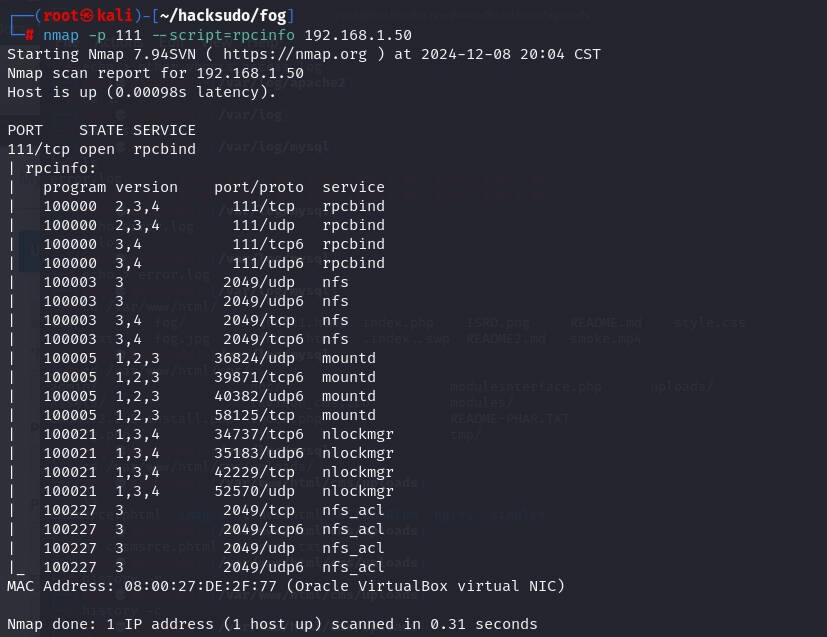 ┌──(root㉿kali)-[~/hacksudo/fog]
└─# nmap -p 111 --script=rpcinfo 192.168.1.50
Starting Nmap 7.94SVN ( https://nmap.org ) at 2024-12-08 20:04 CST
Nmap scan report for 192.168.1.50
Host is up (0.00098s latency).
PORT    STATE SERVICE
111/tcp open  rpcbind
| rpcinfo:
|   program version    port/proto  service
|   100000  2,3,4        111/tcp   rpcbind
|   100000  2,3,4        111/udp   rpcbind
|   100000  3,4          111/tcp6  rpcbind
|   100000  3,4          111/udp6  rpcbind
|   100003  3           2049/udp   nfs
|   100003  3           2049/udp6  nfs
|   100003  3,4         2049/tcp   nfs
|   100003  3,4         2049/tcp6  nfs
|   100005  1,2,3      36824/udp   mountd
|   100005  1,2,3      39871/tcp6  mountd
|   100005  1,2,3      40382/udp6  mountd
|   100005  1,2,3      58125/tcp   mountd
|   100021  1,3,4      34737/tcp6  nlockmgr
|   100021  1,3,4      35183/udp6  nlockmgr
|   100021  1,3,4      42229/tcp   nlockmgr
|   100021  1,3,4      52570/udp   nlockmgr
|   100227  3           2049/tcp   nfs_acl
|   100227  3           2049/tcp6  nfs_acl
|   100227  3           2049/udp   nfs_acl
|_  100227  3           2049/udp6  nfs_acl
MAC Address: 08:00:27:DE:2F:77 (Oracle VirtualBox virtual NIC)
Nmap done: 1 IP address (1 host up) scanned in 0.31 seconds